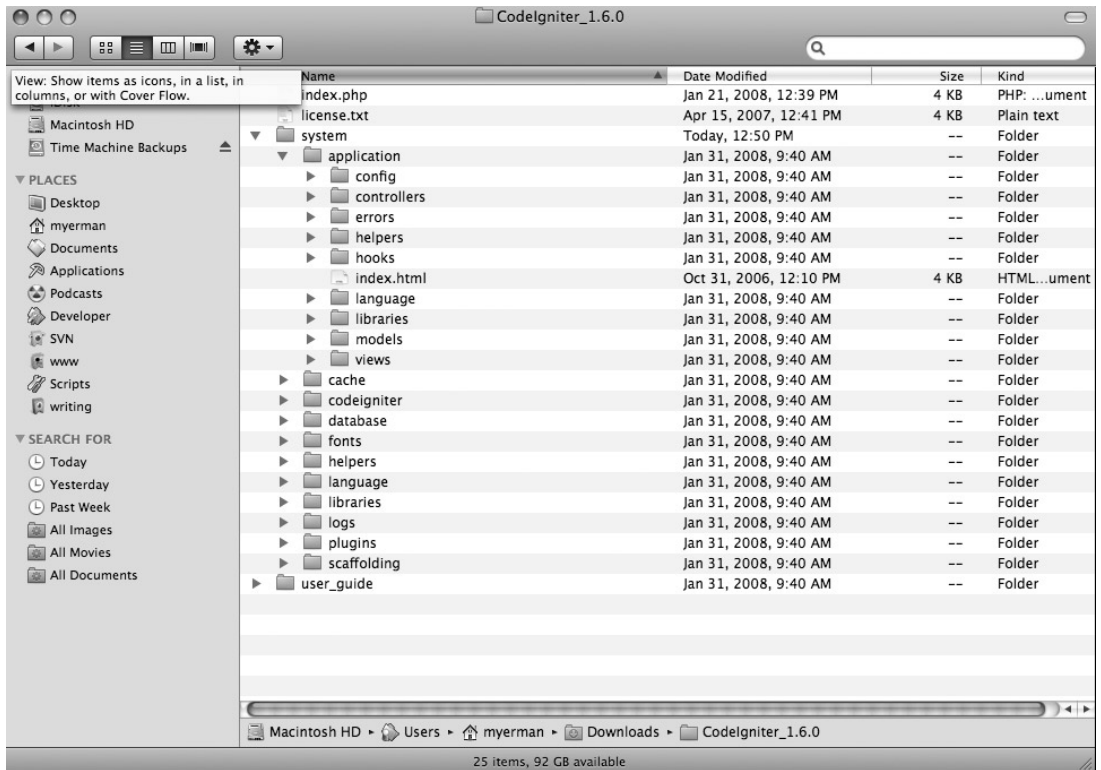 CodeIgniter_1.6.0
View: Show items as icons, in a list, in
columns, or with Cover Flow.
Macintosh HD
Time Machine Backups
PLACES
Desktop
myerman
Documents
Applications
Podcasts
Developer
SVN
www
Scripts
writing
SEARCH FOR
Today
Yesterday
Past Week
All Images
All Movies
All Documents
Name Date Modified Size Kind
index.php Jan 21, 2008, 12:39 PM 4 KB PHP: ...ument
license.txt Apr 15, 2007, 12:41 PM 4 KB Plain text
system Today, 12:50 PM -- Folder
application Jan 31, 2008, 9:40 AM -- Folder
config Jan 31, 2008, 9:40 AM -- Folder
controllers Jan 31, 2008, 9:40 AM -- Folder
errors Jan 31, 2008, 9:40 AM -- Folder
helpers Jan 31, 2008, 9:40 AM -- Folder
hooks Jan 31, 2008, 9:40 AM -- Folder
index.html Oct 31, 2006, 12:10 PM 4 KB HTML...ument
language Jan 31, 2008, 9:40 AM -- Folder
libraries Jan 31, 2008, 9:40 AM -- Folder
models Jan 31, 2008, 9:40 AM -- Folder
views Jan 31, 2008, 9:40 AM -- Folder
cache Jan 31, 2008, 9:40 AM -- Folder
codeigniter Jan 31, 2008, 9:40 AM -- Folder
database Jan 31, 2008, 9:40 AM -- Folder
fonts Jan 31, 2008, 9:40 AM -- Folder
helpers Jan 31, 2008, 9:40 AM -- Folder
language Jan 31, 2008, 9:40 AM -- Folder
libraries Jan 31, 2008, 9:40 AM -- Folder
logs Jan 31, 2008, 9:40 AM -- Folder
plugins Jan 31, 2008, 9:40 AM -- Folder
scaffolding Jan 31, 2008, 9:40 AM -- Folder
user_guide Jan 31, 2008, 9:40 AM -- Folder
Macintosh HD ▸ Users ▸ myerman ▸ Downloads ▸ CodeIgniter_1.6.0
25 items, 92 GB available